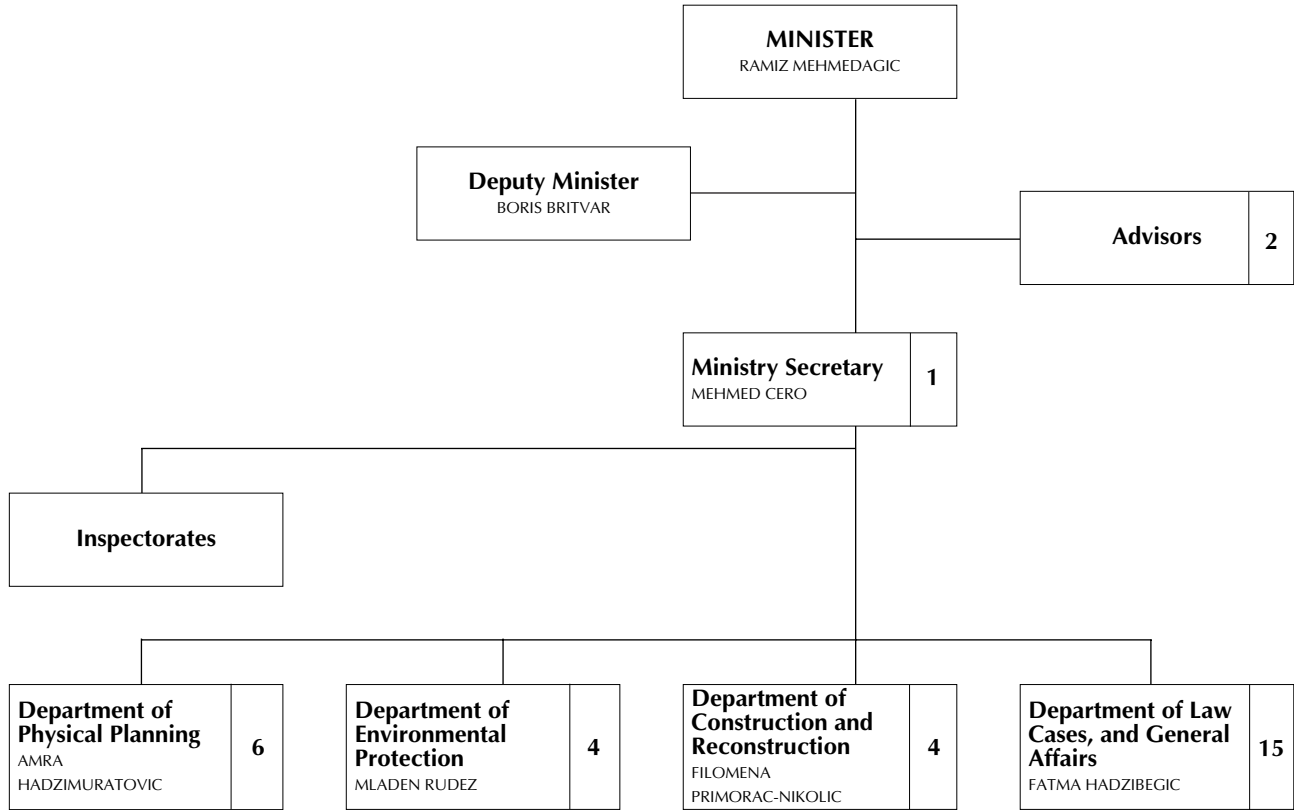 MINISTER
RAMIZ MEHMEDAGIC
Deputy Minister
BORIS BRITVAR
Advisors
2
Ministry Secretary
MEHMED CERO
1
Inspectorates
Department of
Physical Planning
AMRA
HADZIMURATOVIC
6
Department of
Environmental
Protection
MLADEN RUDEZ
4
Department of
Construction and
Reconstruction
FILOMENA
PRIMORAC-NIKOLIC
4
Department of Law
Cases, and General
Affairs
FATMA HADZIBEGIC
15